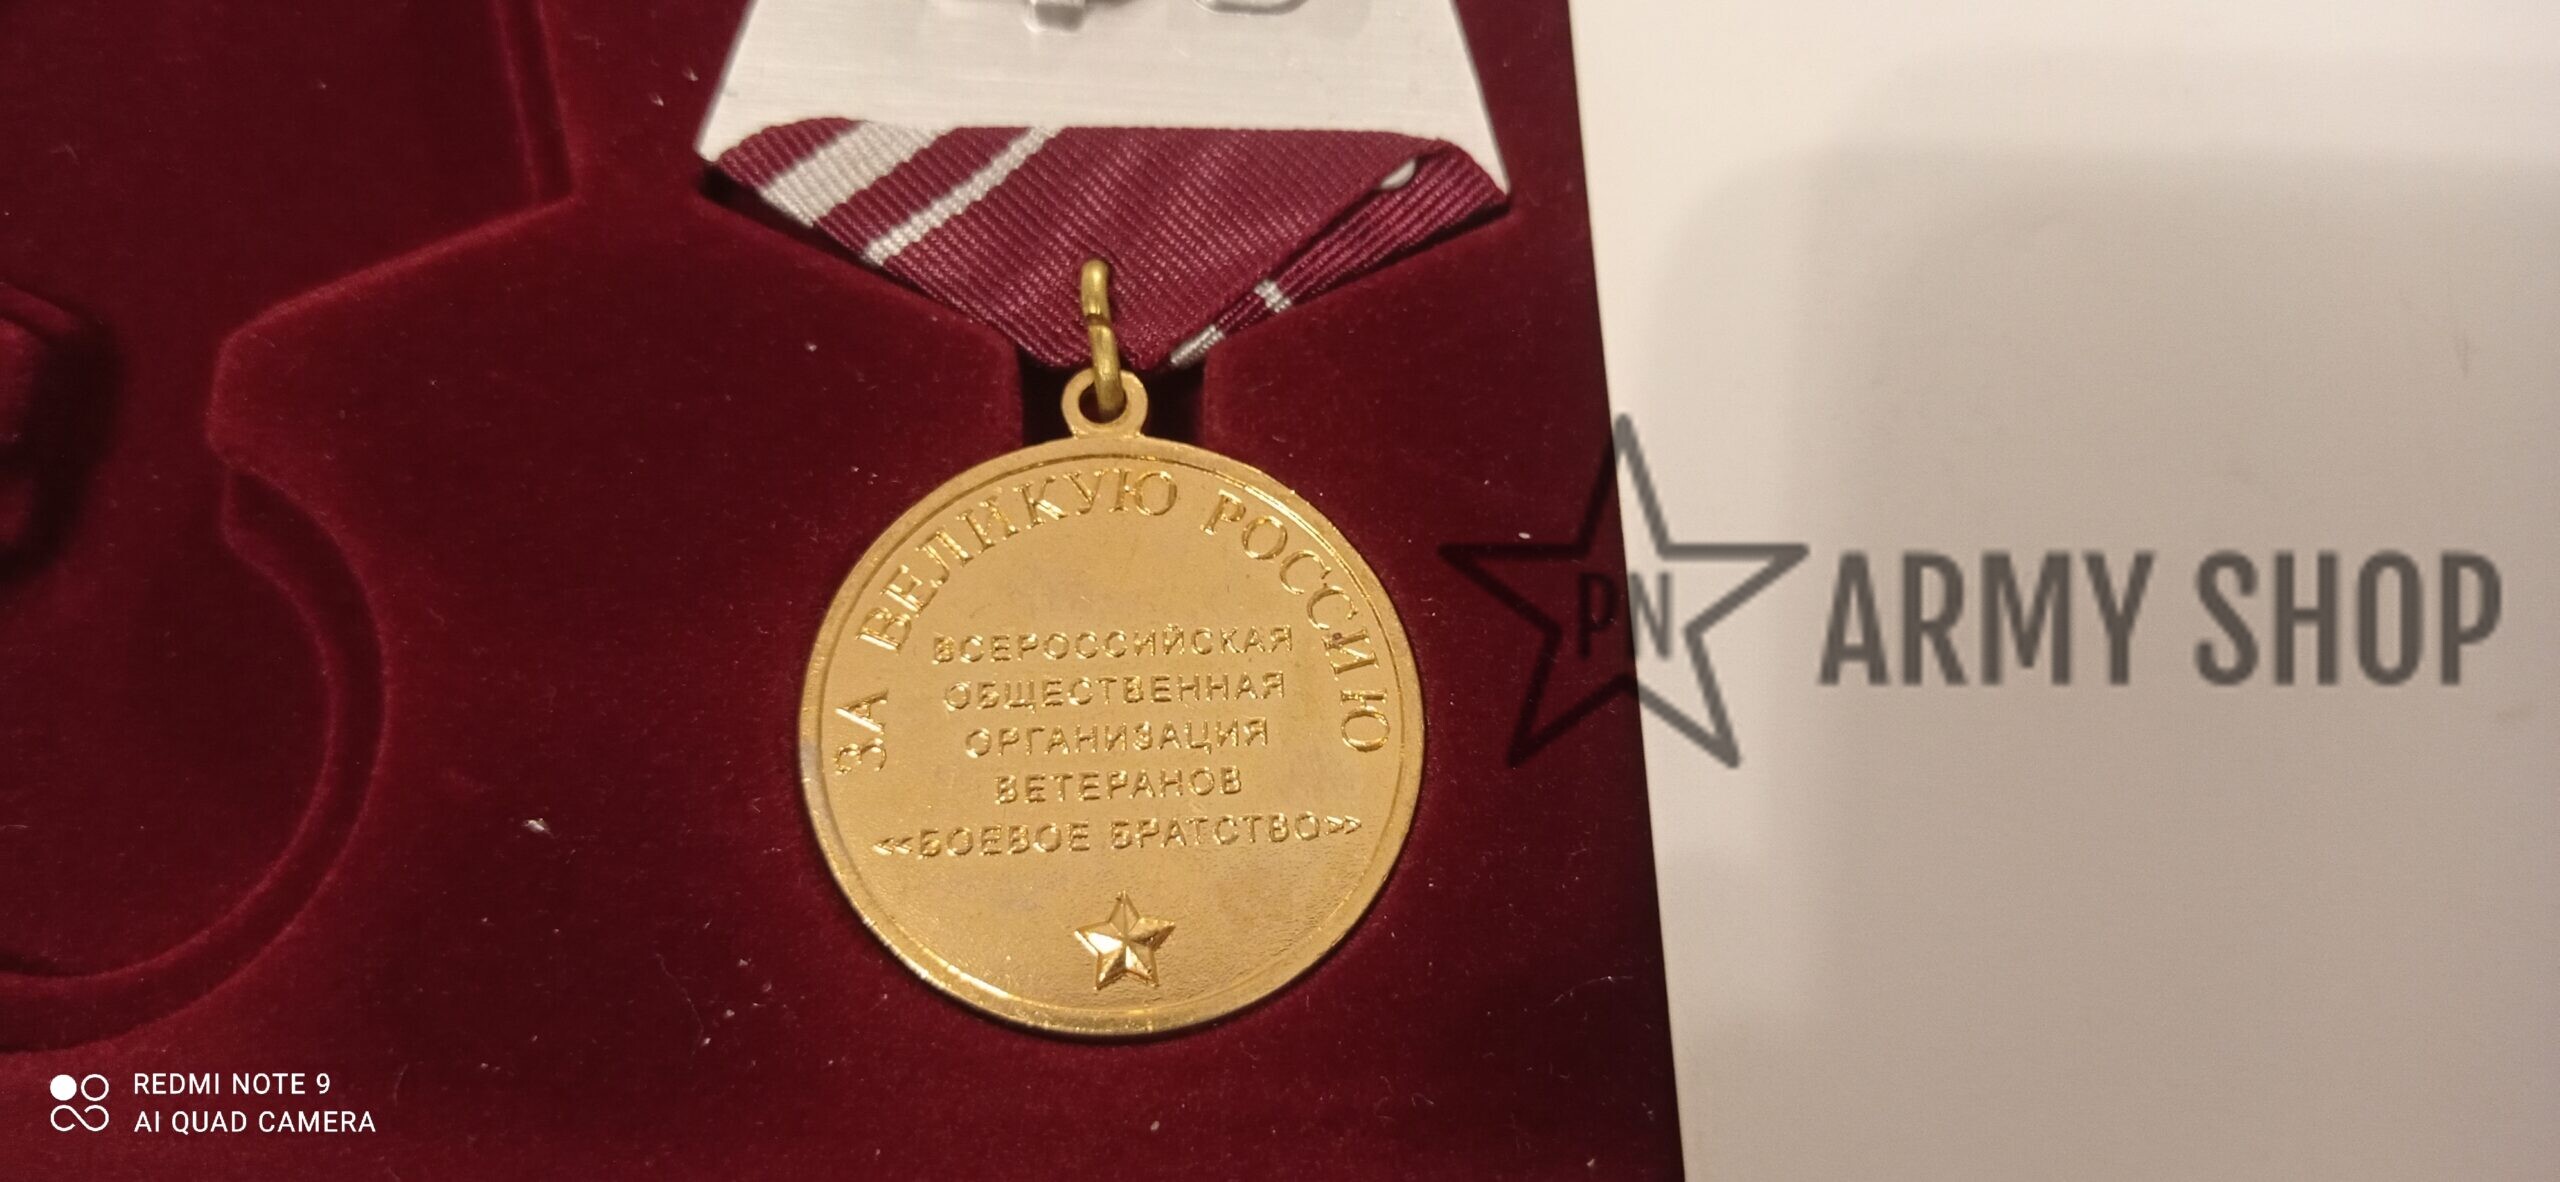 ЗА ВЕЛИКУЮ РОССИЮ
ВСЕРОССИЙСКАЯ
ОБЩЕСТВЕННАЯ
ОРГАНИЗАЦИЯ
ВЕТЕРАНОВ
«БОЕВОЕ БРАТСТВО»
PN ARMY SHOP
REDMI NOTE 9
AI QUAD CAMERA